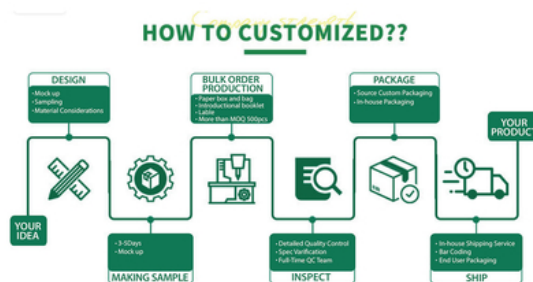 HOW TO CUSTOMIZED??
DESIGN
• Mock up
• Sampling
• Material Considerations
BULK ORDER
PRODUCTION
• Paper box and bag
• Introductional booklet
• Lable
• More than MOQ 500pcs
PACKAGE
• Source Custom Packaging
• In-house Packaging
YOUR
PRODUCT
YOUR
IDEA
• 3-5Days
• Mock up
MAKING SAMPLE
• Detailed Quality Control
• Spec Varification
• Full-Time QC Team
INSPECT
• In-house Shipping Service
• Bar Coding
• End User Packaging
SHIP